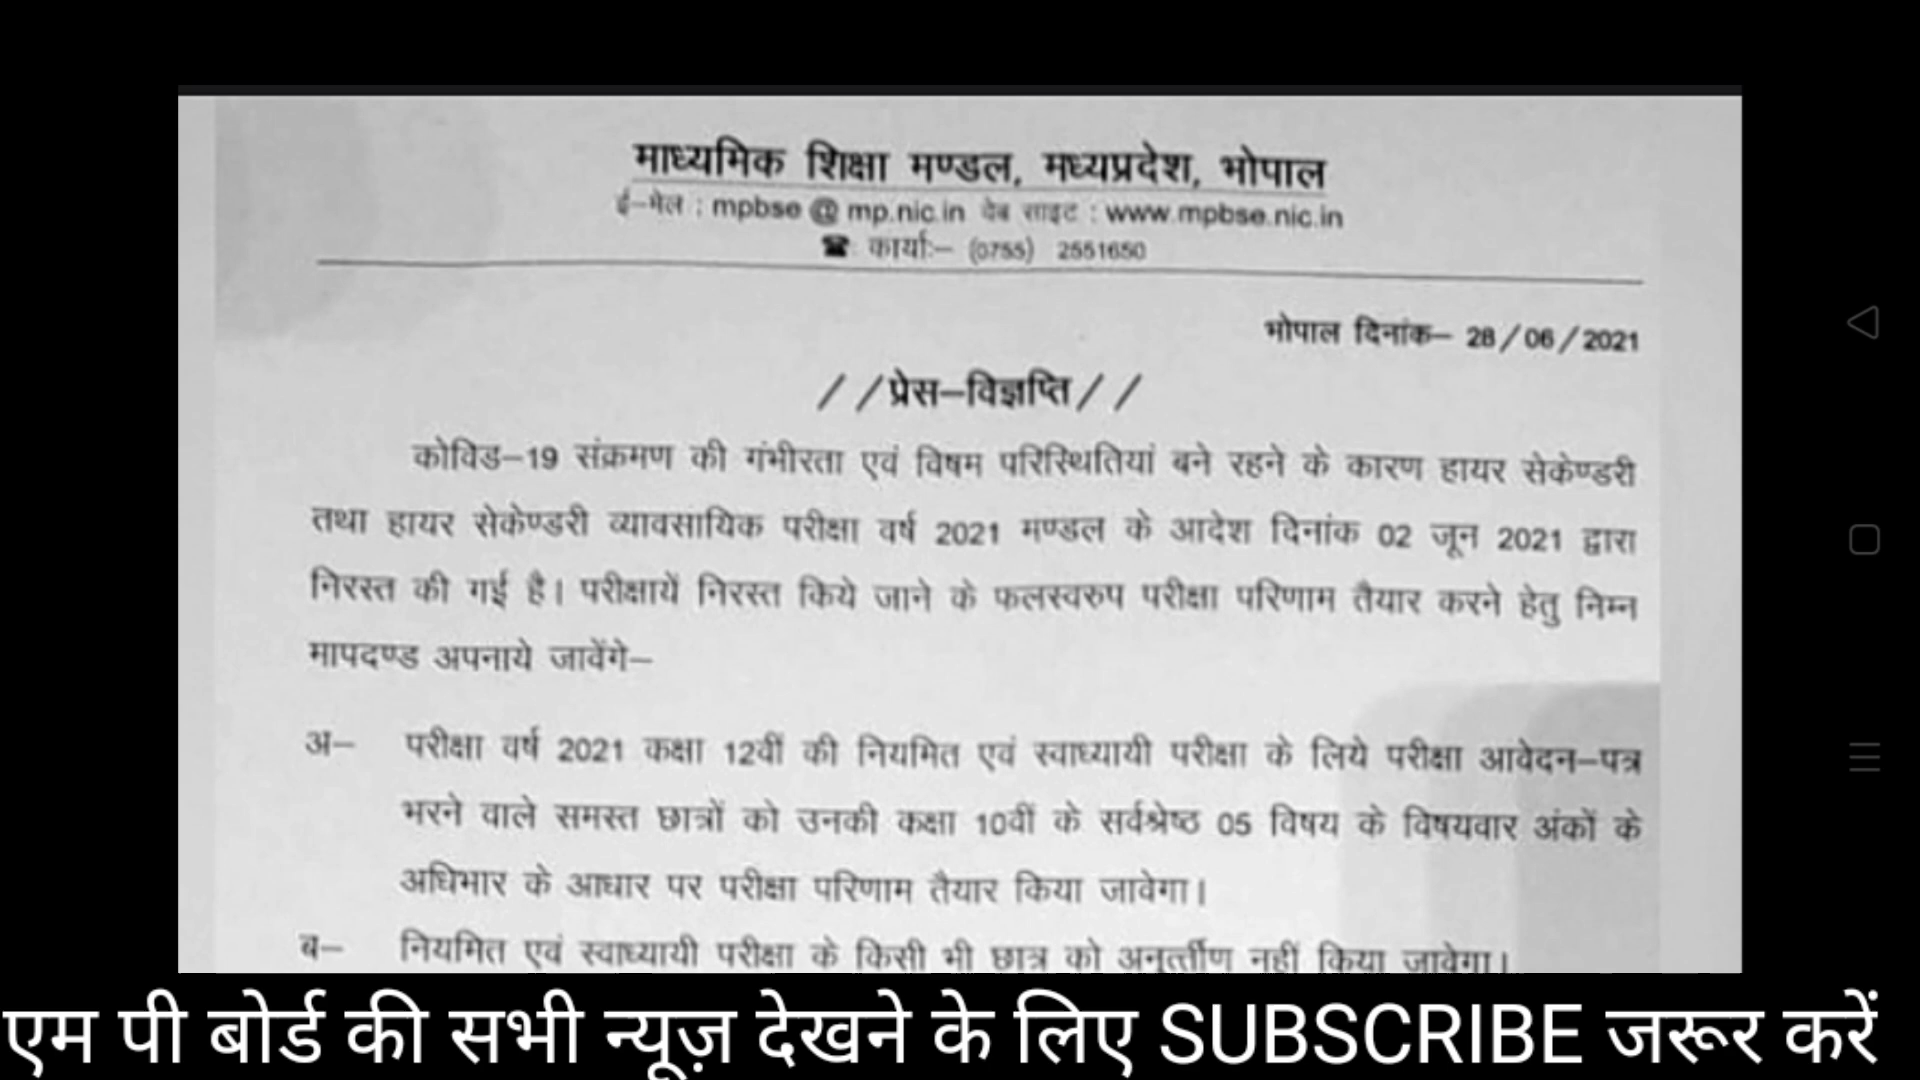 माध्यमिक शिक्षा मण्डल, मध्यप्रदेश, भोपाल
ई–मेल : mpbse @ mp.nic.in वेब साइट : www.mpbse.nic.in
☎ कार्याः– (0755) 2551650
भोपाल दिनांक– 28/06/2021
//प्रेस–विज्ञप्ति//
कोविड–19 संक्रमण की गंभीरता एवं विषम परिस्थितियां बने रहने के कारण हायर सेकेण्डरी
तथा हायर सेकेण्डरी व्यावसायिक परीक्षा वर्ष 2021 मण्डल के आदेश दिनांक 02 जून 2021 द्वारा
निरस्त की गई है। परीक्षायें निरस्त किये जाने के फलस्वरुप परीक्षा परिणाम तैयार करने हेतु निम्न
मापदण्ड अपनाये जावेंगे–
अ– परीक्षा वर्ष 2021 कक्षा 12वीं की नियमित एवं स्वाध्यायी परीक्षा के लिये परीक्षा आवेदन–पत्र
भरने वाले समस्त छात्रों को उनकी कक्षा 10वीं के सर्वश्रेष्ठ 05 विषय के विषयवार अंकों के
अधिभार के आधार पर परीक्षा परिणाम तैयार किया जावेगा।
ब– नियमित एवं स्वाध्यायी परीक्षा के किसी भी छात्र को अनुर्त्तीण नहीं किया जावेगा।
एम पी बोर्ड की सभी न्यूज़ देखने के लिए SUBSCRIBE जरूर करें